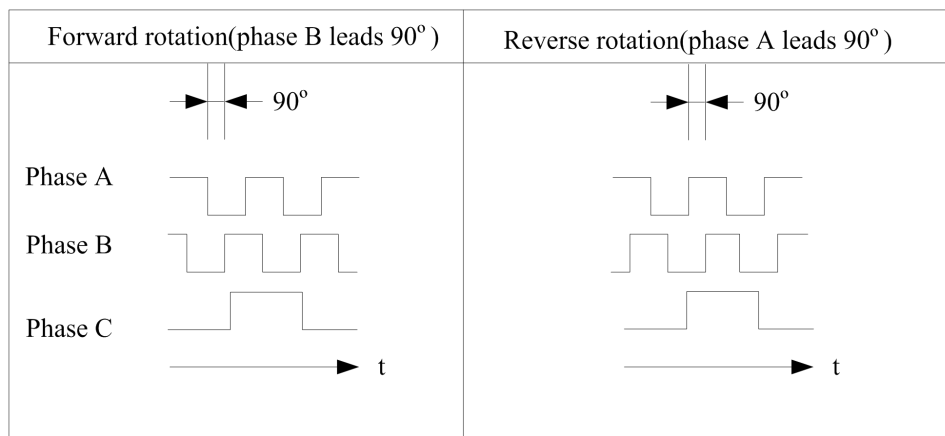 Forward rotation(phase B leads 90°)
Reverse rotation(phase A leads 90°)
90°
90°
Phase A
Phase B
Phase C
t
t